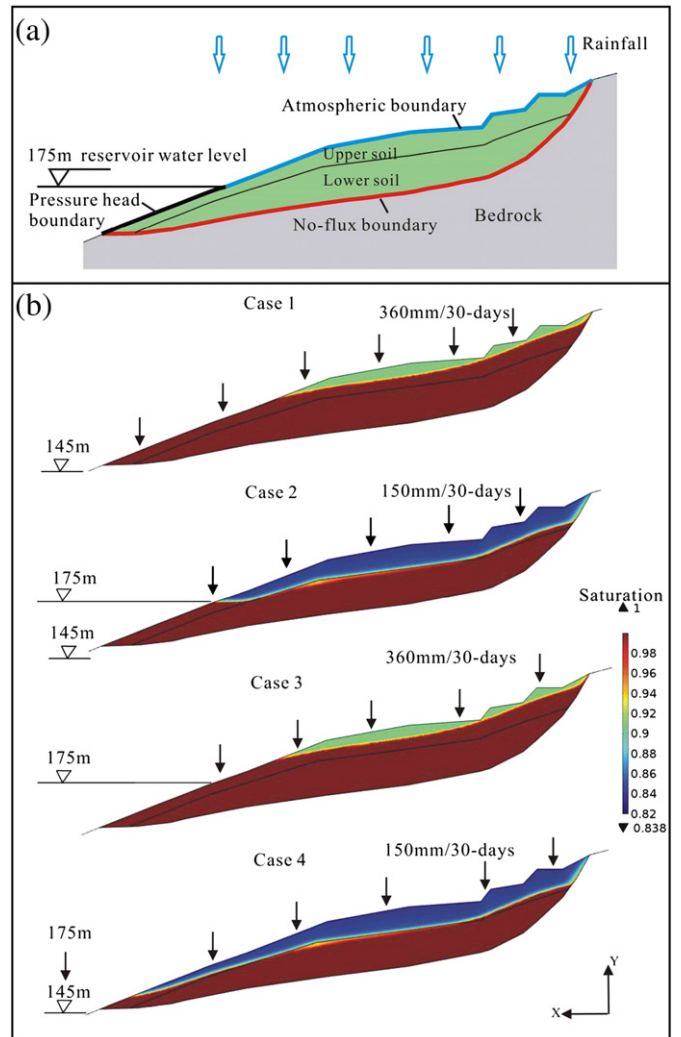 (a)
Rainfall
Atmospheric boundary
175m reservoir water level
Upper soil
Pressure head
boundary
Lower soil
No-flux boundary
Bedrock
(b)
Case 1
360mm/30-days
145m
Case 2
150mm/30-days
175m
145m
Saturation
1
0.98
0.96
0.94
0.92
0.9
0.88
0.86
0.84
0.82
0.838
Case 3
360mm/30-days
175m
Case 4
150mm/30-days
175m
145m
Y
X